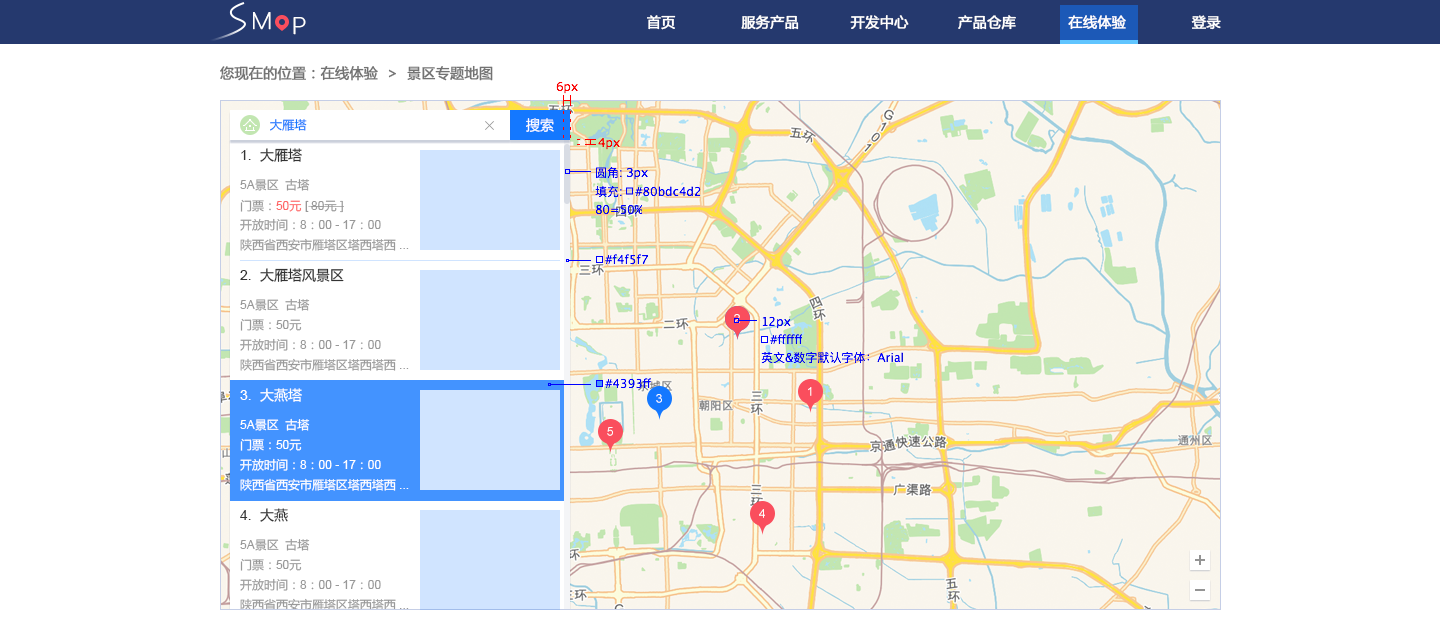 SMAP
首页
服务产品
开发中心
产品仓库
在线体验
登录
您现在的位置：在线体验 > 景区专题地图
6px
大雁塔
搜索
4px
1. 大雁塔
5A景区 古塔
门票：50元 [ 80元 ]
开放时间：8：00 - 17：00
陕西省西安市雁塔区塔西塔西 ...
圆角: 3px
填充: #80bdc4d2
80=50%
#f4f5f7
2. 大雁塔风景区
5A景区 古塔
门票：50元
开放时间：8：00 - 17：00
陕西省西安市雁塔区塔西塔西 ...
12px
#ffffff
英文&数字默认字体：Arial
#4393ff
3. 大燕塔
5A景区 古塔
门票：50元
开放时间：8：00 - 17：00
陕西省西安市雁塔区塔西塔西 ...
4. 大燕
5A景区 古塔
门票：50元
开放时间：8：00 - 17：00
陕西省西安市雁塔区塔西塔西 ...
五环
五环
G101
三环
四环
二环
朝阳区
三环
京通快速公路
通州区
广渠路
三环
五环
三环
1
3
5
4
+
−